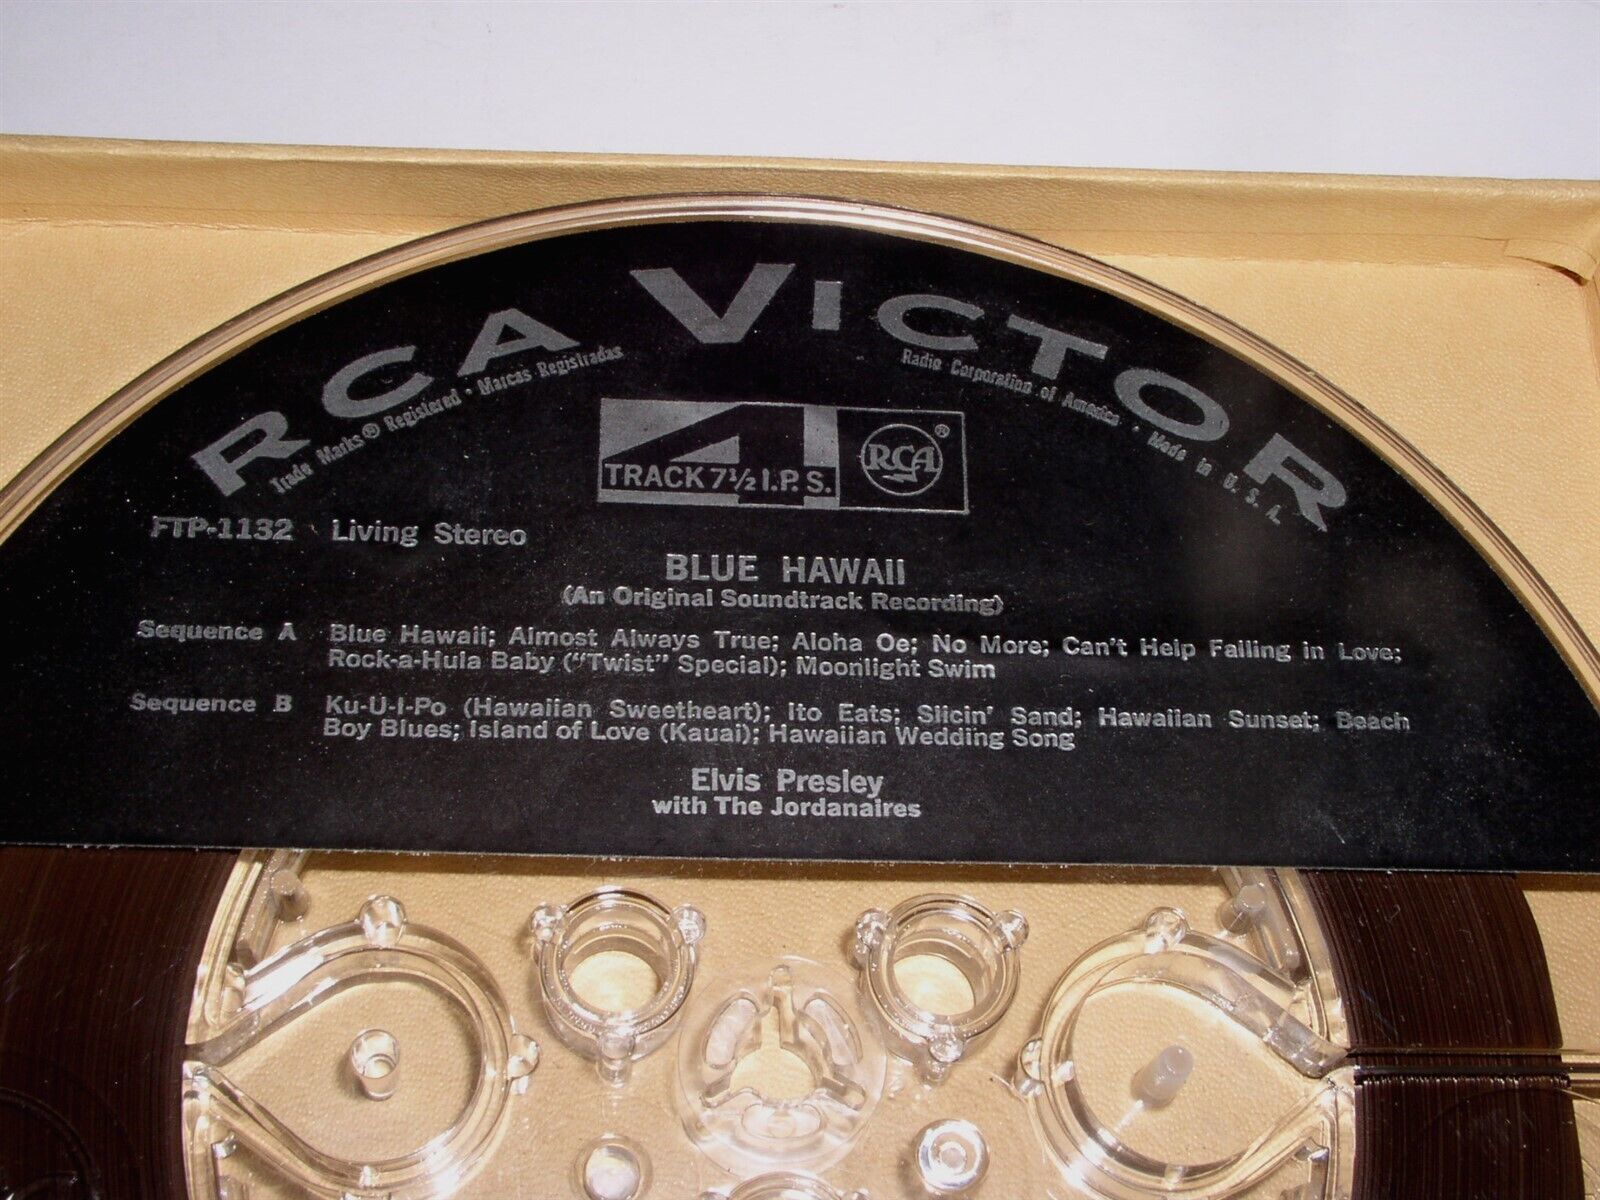 RCA VICTOR
Trade Marks ® Registered · Marcas Registradas
Radio Corporation of America · Made in U. S. A.
4
TRACK 7½ I.P.S.
RCA ®
FTP-1132 Living Stereo
BLUE HAWAII
(An Original Soundtrack Recording)
Sequence A Blue Hawaii; Almost Always True; Aloha Oe; No More; Can't Help Falling in Love;
Rock-a-Hula Baby ("Twist" Special); Moonlight Swim
Sequence B Ku-U-I-Po (Hawaiian Sweetheart); Ito Eats; Slicin' Sand; Hawaiian Sunset; Beach
Boy Blues; Island of Love (Kauai); Hawaiian Wedding Song
Elvis Presley
with The Jordanaires